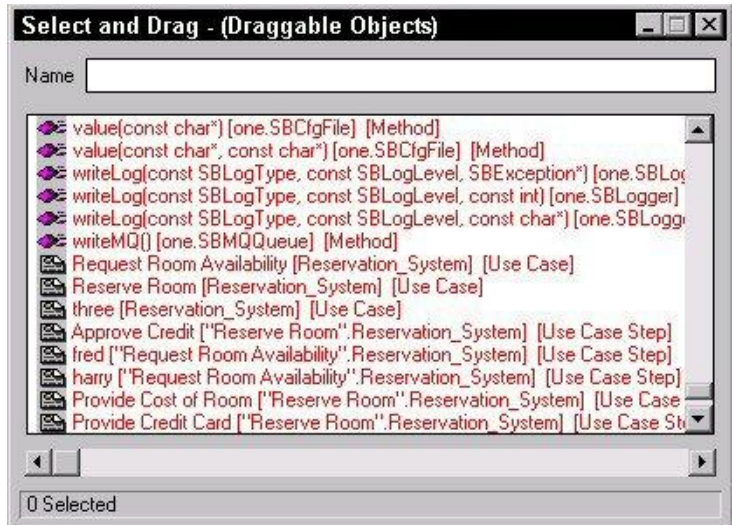 Select and Drag - (Draggable Objects)
Name
value(const char*) [one.SBCfgFile] [Method]
value(const char*, const char*) [one.SBCfgFile] [Method]
writeLog(const SBLogType, const SBLogLevel, SBException*) [one.SBLog
writeLog(const SBLogType, const SBLogLevel, const int) [one.SBLogger]
writeLog(const SBLogType, const SBLogLevel, const char*) [one.SBLogg
writeMQ() [one.SBMQQueue] [Method]
Request Room Availability [Reservation_System] [Use Case]
Reserve Room [Reservation_System] [Use Case]
three [Reservation_System] [Use Case]
Approve Credit ["Reserve Room".Reservation_System] [Use Case Step]
fred ["Request Room Availability".Reservation_System] [Use Case Step]
harry ["Request Room Availability".Reservation_System] [Use Case Step]
Provide Cost of Room ["Reserve Room".Reservation_System] [Use Case
Provide Credit Card ["Reserve Room".Reservation_System] [Use Case St
0 Selected